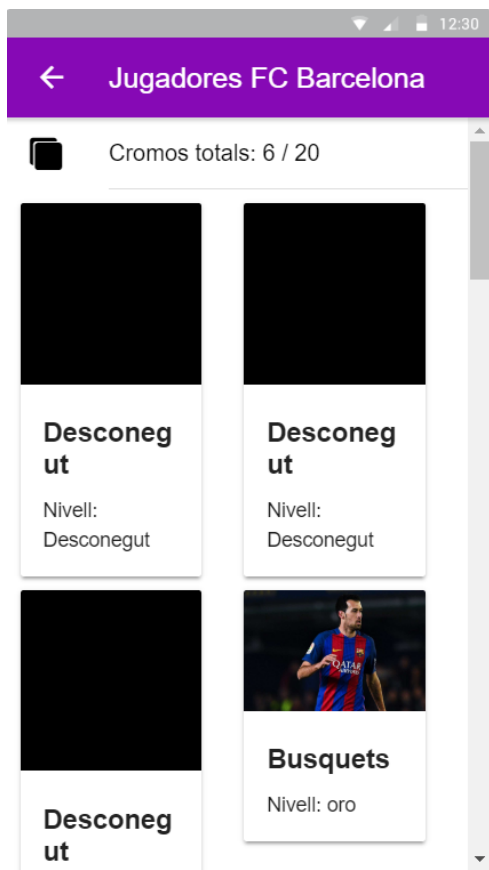 12:30
Jugadores FC Barcelona
Cromos totals: 6 / 20
Desconeg
ut
Nivell:
Desconegut
Desconeg
ut
Nivell:
Desconegut
Desconeg
ut
QATAR
Busquets
Nivell: oro